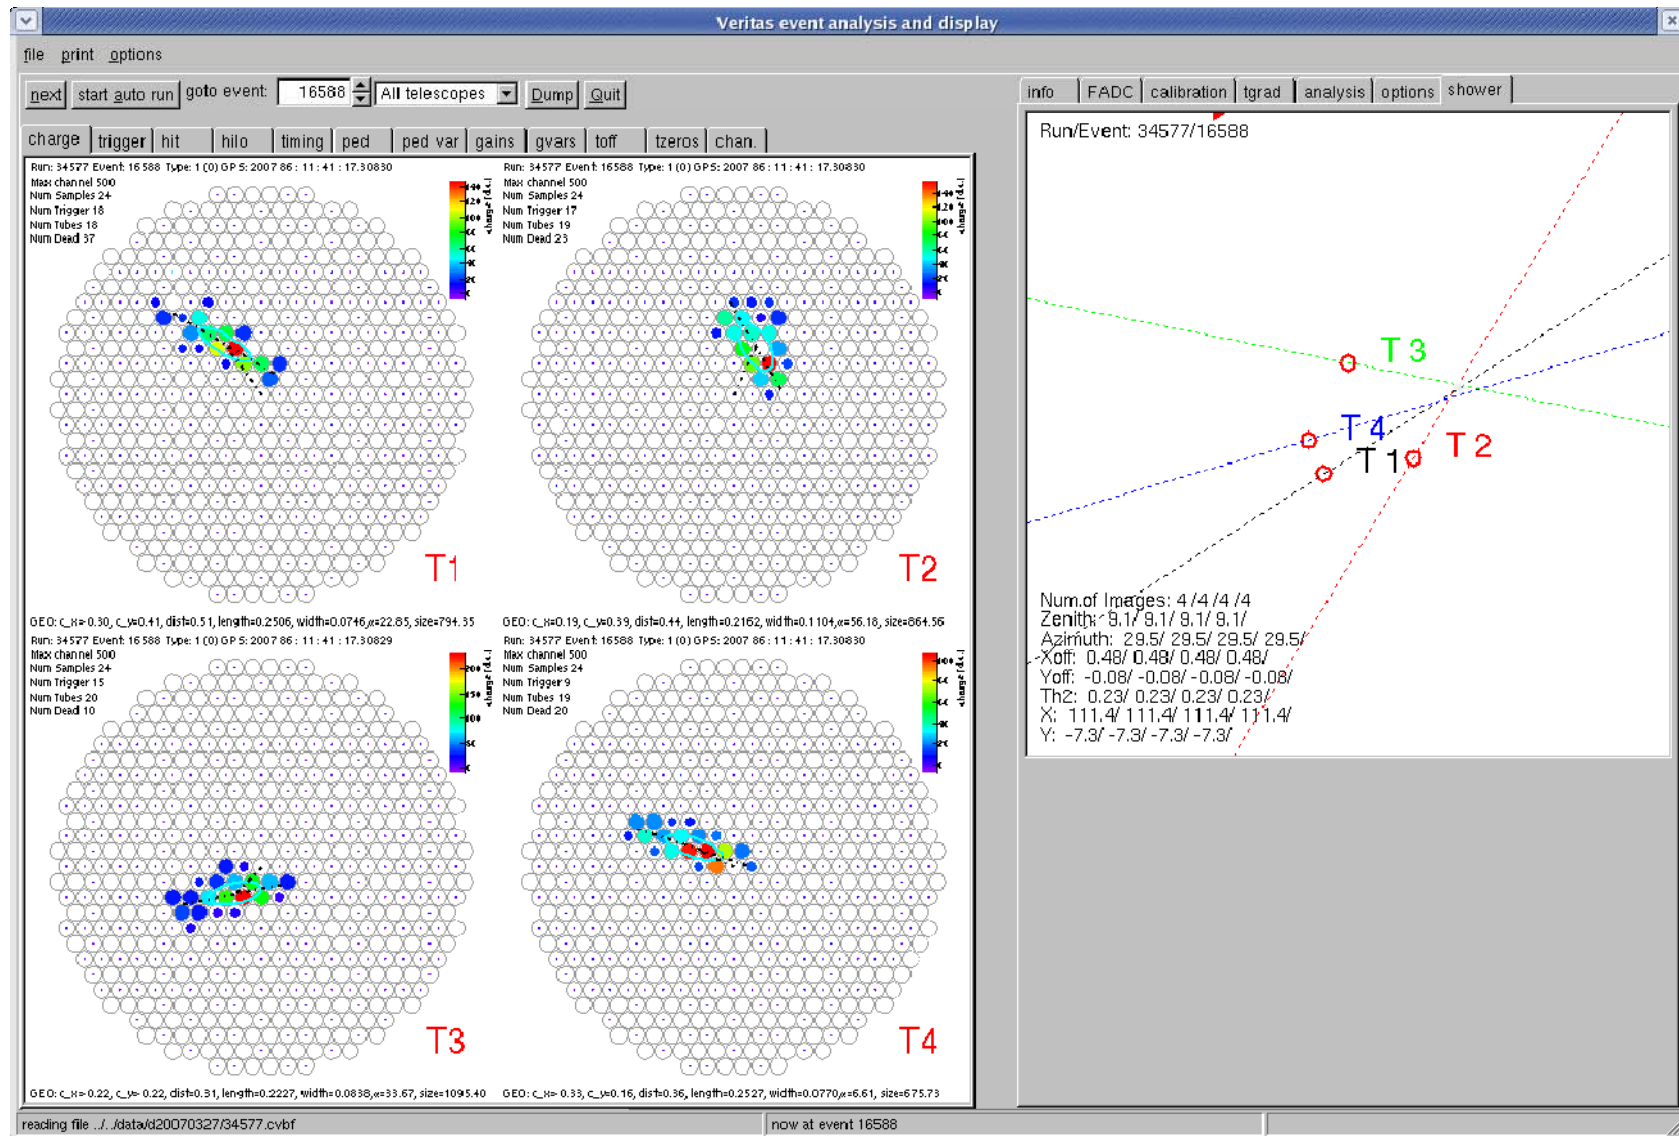 Veritas event analysis and display
file print options
next start auto run goto event: 16588 All telescopes Dump Quit
charge trigger hit hilo timing ped ped var gains gvars toff tzeros chan.
Run: 34577 Event: 16588 Type: 1 (0) GPS: 2007 86 : 11 : 41 : 17.30830
Max channel 500
Num Samples 24
Num Trigger 18
Num Tubes 18
Num Dead 37
charge [d.c.]
T1
GEO: c_x=-0.30, c_y=0.41, dist=0.51, length=0.2506, width=0.0746,α=22.85, size=794.35
Run: 34577 Event: 16588 Type: 1 (0) GPS: 2007 86 : 11 : 41 : 17.30830
Max channel 500
Num Samples 24
Num Trigger 17
Num Tubes 19
Num Dead 23
charge [d.c.]
T2
GEO: c_x=0.19, c_y=0.39, dist=0.44, length=0.2162, width=0.1104,α=56.18, size=864.56
Run: 34577 Event: 16588 Type: 1 (0) GPS: 2007 86 : 11 : 41 : 17.30829
Max channel 500
Num Samples 24
Num Trigger 15
Num Tubes 20
Num Dead 10
200
150
100
50
charge [d.c.]
T3
GEO: c_x=-0.22, c_y=-0.22, dist=0.31, length=0.2227, width=0.0838,α=33.67, size=1095.40
Run: 34577 Event: 16588 Type: 1 (0) GPS: 2007 86 : 11 : 41 : 17.30830
Max channel 500
Num Samples 24
Num Trigger 9
Num Tubes 19
Num Dead 20
charge [d.c.]
T4
GEO: c_x=-0.33, c_y=0.16, dist=0.36, length=0.2527, width=0.0770,α=6.61, size=675.73
info FADC calibration tgrad analysis options shower
Run/Event: 34577/16588
T 3
T 4
T 1
T 2
Num.of Images: 4/4/4/4
Zenith: 9.1/ 9.1/ 9.1/ 9.1/
Azimuth: 29.5/ 29.5/ 29.5/ 29.5/
Xoff: 0.48/ 0.48/ 0.48/ 0.48/
Yoff: -0.08/ -0.08/ -0.08/ -0.08/
Th2: 0.23/ 0.23/ 0.23/ 0.23/
X: 111.4/ 111.4/ 111.4/ 111.4/
Y: -7.3/ -7.3/ -7.3/ -7.3/
reading file ../../data/d20070327/34577.cvbf
now at event 16588